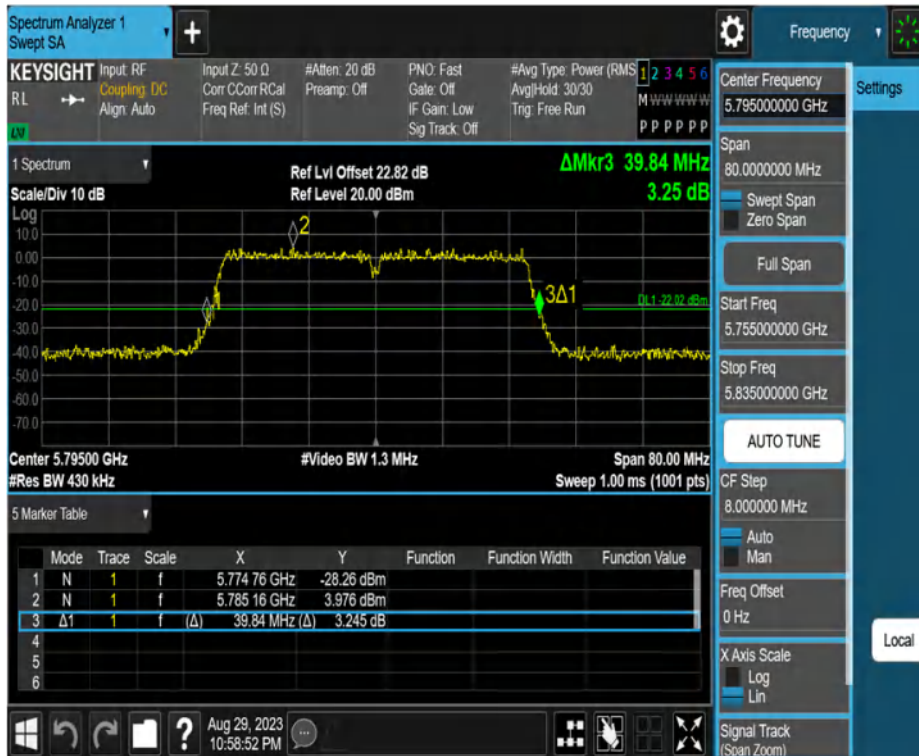 Spectrum Analyzer 1
Swept SA
+
Frequency
KEYSIGHT
RL
LXI
Input: RF
Coupling: DC
Align: Auto
Input Z: 50 Ω
Corr CCorr RCal
Freq Ref: Int (S)
#Atten: 20 dB
Preamp: Off
PNO: Fast
Gate: Off
IF Gain: Low
Sig Track: Off
#Avg Type: Power (RMS
Avg|Hold: 30/30
Trig: Free Run
1 2 3 4 5 6
M W W W W W
P P P P P P
1 Spectrum
Scale/Div 10 dB
Ref Lvl Offset 22.82 dB
Ref Level 20.00 dBm
ΔMkr3 39.84 MHz
3.25 dB
Log
10.0
0.00
-10.0
-20.0
-30.0
-40.0
-50.0
-60.0
-70.0
2
3Δ1
DL1 -22.02 dBm
Center 5.79500 GHz
#Video BW 1.3 MHz
Span 80.00 MHz
#Res BW 430 kHz
Sweep 1.00 ms (1001 pts)
5 Marker Table
Mode Trace Scale X Y Function Function Width Function Value
1 N 1 f 5.774 76 GHz -28.26 dBm
2 N 1 f 5.785 16 GHz 3.976 dBm
3 Δ1 1 f (Δ) 39.84 MHz (Δ) 3.245 dB
4
5
6
?
Aug 29, 2023
10:58:52 PM
Center Frequency
5.795000000 GHz
Span
80.0000000 MHz
Swept Span
Zero Span
Full Span
Start Freq
5.755000000 GHz
Stop Freq
5.835000000 GHz
AUTO TUNE
CF Step
8.000000 MHz
Auto
Man
Freq Offset
0 Hz
X Axis Scale
Log
Lin
Signal Track
(Span Zoom)
Settings
Local